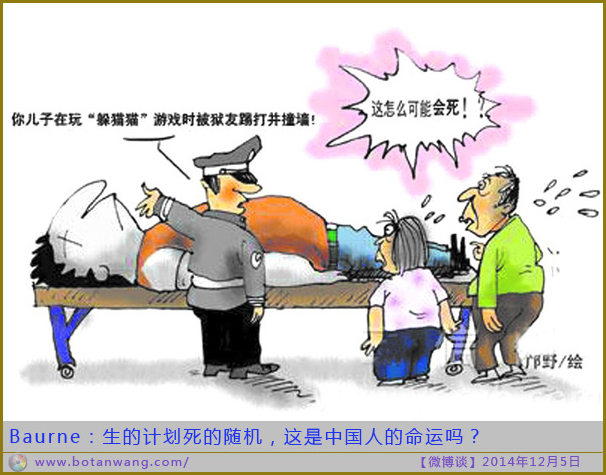 你儿子在玩“躲猫猫”游戏时被狱友踢打并撞墙!
这怎么可能会死!?
邝野/绘
Baurne：生的计划死的随机，这是中国人的命运吗？
www.botanwang.com/
【微博谈】2014年12月5日